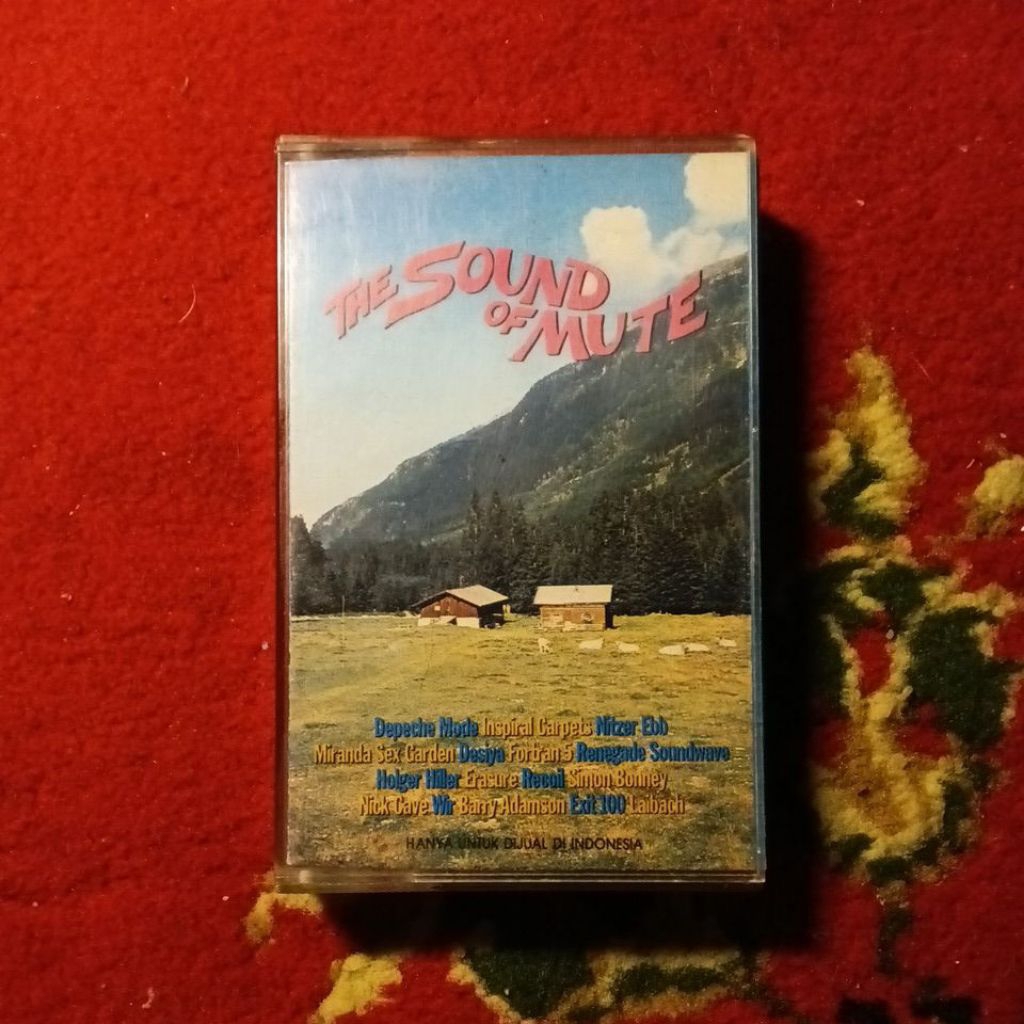 THE SOUND
OF MUTE
Depeche Mode Inspiral Carpets Nitzer Ebb
Miranda Sex Garden Desiya Fortran 5 Renegade Soundwave
Holger Hiller Erasure Recoil Simon Bonney
Nick Cave Wir Barry Adamson Exit 100 Laibach
HANYA UNTUK DIJUAL DI INDONESIA